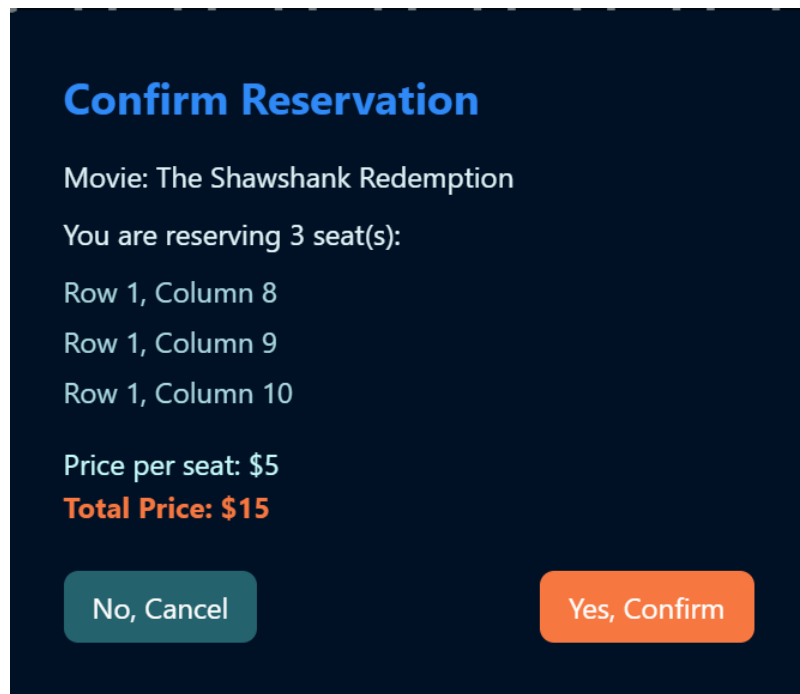 Confirm Reservation
Movie: The Shawshank Redemption
You are reserving 3 seat(s):
Row 1, Column 8
Row 1, Column 9
Row 1, Column 10
Price per seat: $5
Total Price: $15
No, Cancel
Yes, Confirm